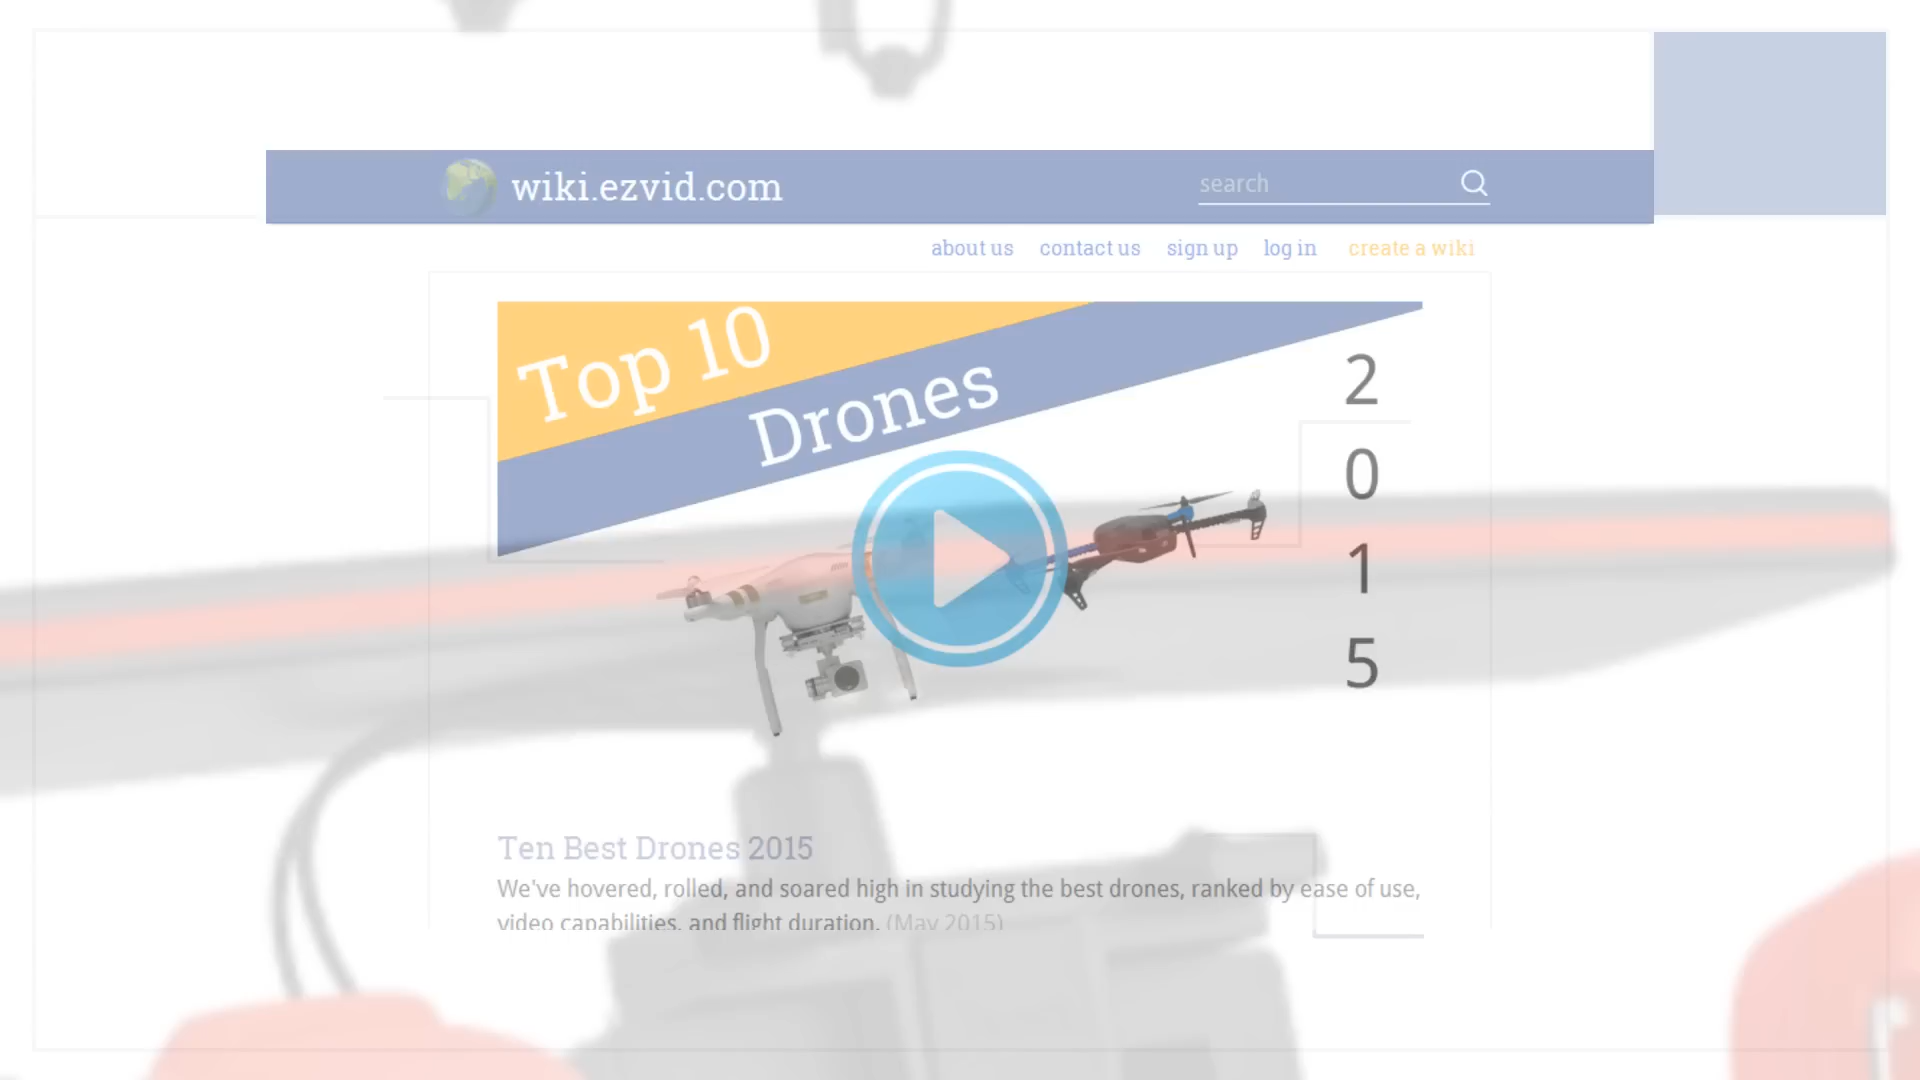 wiki.ezvid.com
search
about us contact us sign up log in create a wiki
Top 10
Drones
2
0
1
5
Ten Best Drones 2015
We've hovered, rolled, and soared high in studying the best drones, ranked by ease of use,
video capabilities, and flight duration. (May 2015)